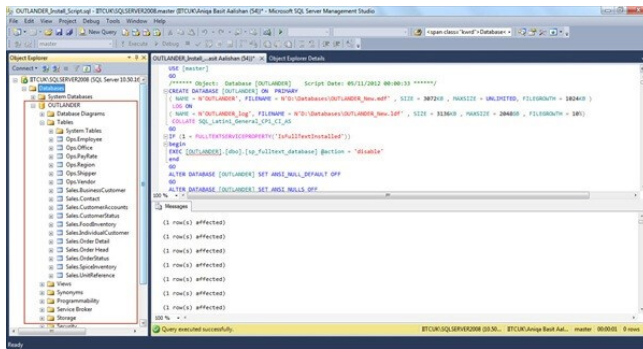 OUTLANDER_Install_Script.sql - BTCUK\SQLSERVER2008.master (BTCUK\Aniqa Basit Aalishan (54))* - Microsoft SQL Server Management Studio
File Edit View Project Debug Tools Window Help
New Query
<span class="kwrd">Database<
master
Execute
Debug
Object Explorer
Connect
BTCUK\SQLSERVER2008 (SQL Server 10.50.16
Databases
System Databases
OUTLANDER
Database Diagrams
Tables
System Tables
Ops.Employee
Ops.Office
Ops.PayRate
Ops.Region
Ops.Shipper
Ops.Vendor
Sales.BusinessCustomer
Sales.Contact
Sales.CustomerAccounts
Sales.CustomerStatus
Sales.FoodInventory
Sales.IndividualCustomer
Sales.Order Detail
Sales.Order Head
Sales.OrderStatus
Sales.SpiceInventory
Sales.UnitReference
Views
Synonyms
Programmability
Service Broker
Storage
Security
OUTLANDER_Install_...asit Aalishan (54))*
Object Explorer Details
USE [master]
GO
/****** Object: Database [OUTLANDER] Script Date: 05/11/2012 00:00:33 ******/
CREATE DATABASE [OUTLANDER] ON PRIMARY
( NAME = N'OUTLANDER', FILENAME = N'D:\Databases\OUTLANDER_New.mdf' , SIZE = 3072KB , MAXSIZE = UNLIMITED, FILEGROWTH = 1024KB )
LOG ON
( NAME = N'OUTLANDER_log', FILENAME = N'D:\Databases\OUTLANDER_New.ldf' , SIZE = 3136KB , MAXSIZE = 2048GB , FILEGROWTH = 10%)
COLLATE SQL_Latin1_General_CP1_CI_AS
GO
IF (1 = FULLTEXTSERVICEPROPERTY('IsFullTextInstalled'))
begin
EXEC [OUTLANDER].[dbo].[sp_fulltext_database] @action = 'disable'
end
GO
ALTER DATABASE [OUTLANDER] SET ANSI_NULL_DEFAULT OFF
GO
ALTER DATABASE [OUTLANDER] SET ANSI_NULLS OFF
100 %
Messages
(1 row(s) affected)
(1 row(s) affected)
(1 row(s) affected)
(1 row(s) affected)
(1 row(s) affected)
(1 row(s) affected)
(1 row(s) affected)
100 %
Query executed successfully.
BTCUK\SQLSERVER2008 (10.50...
BTCUK\Aniqa Basit Aal...
master
00:00:01
0 rows
Ready